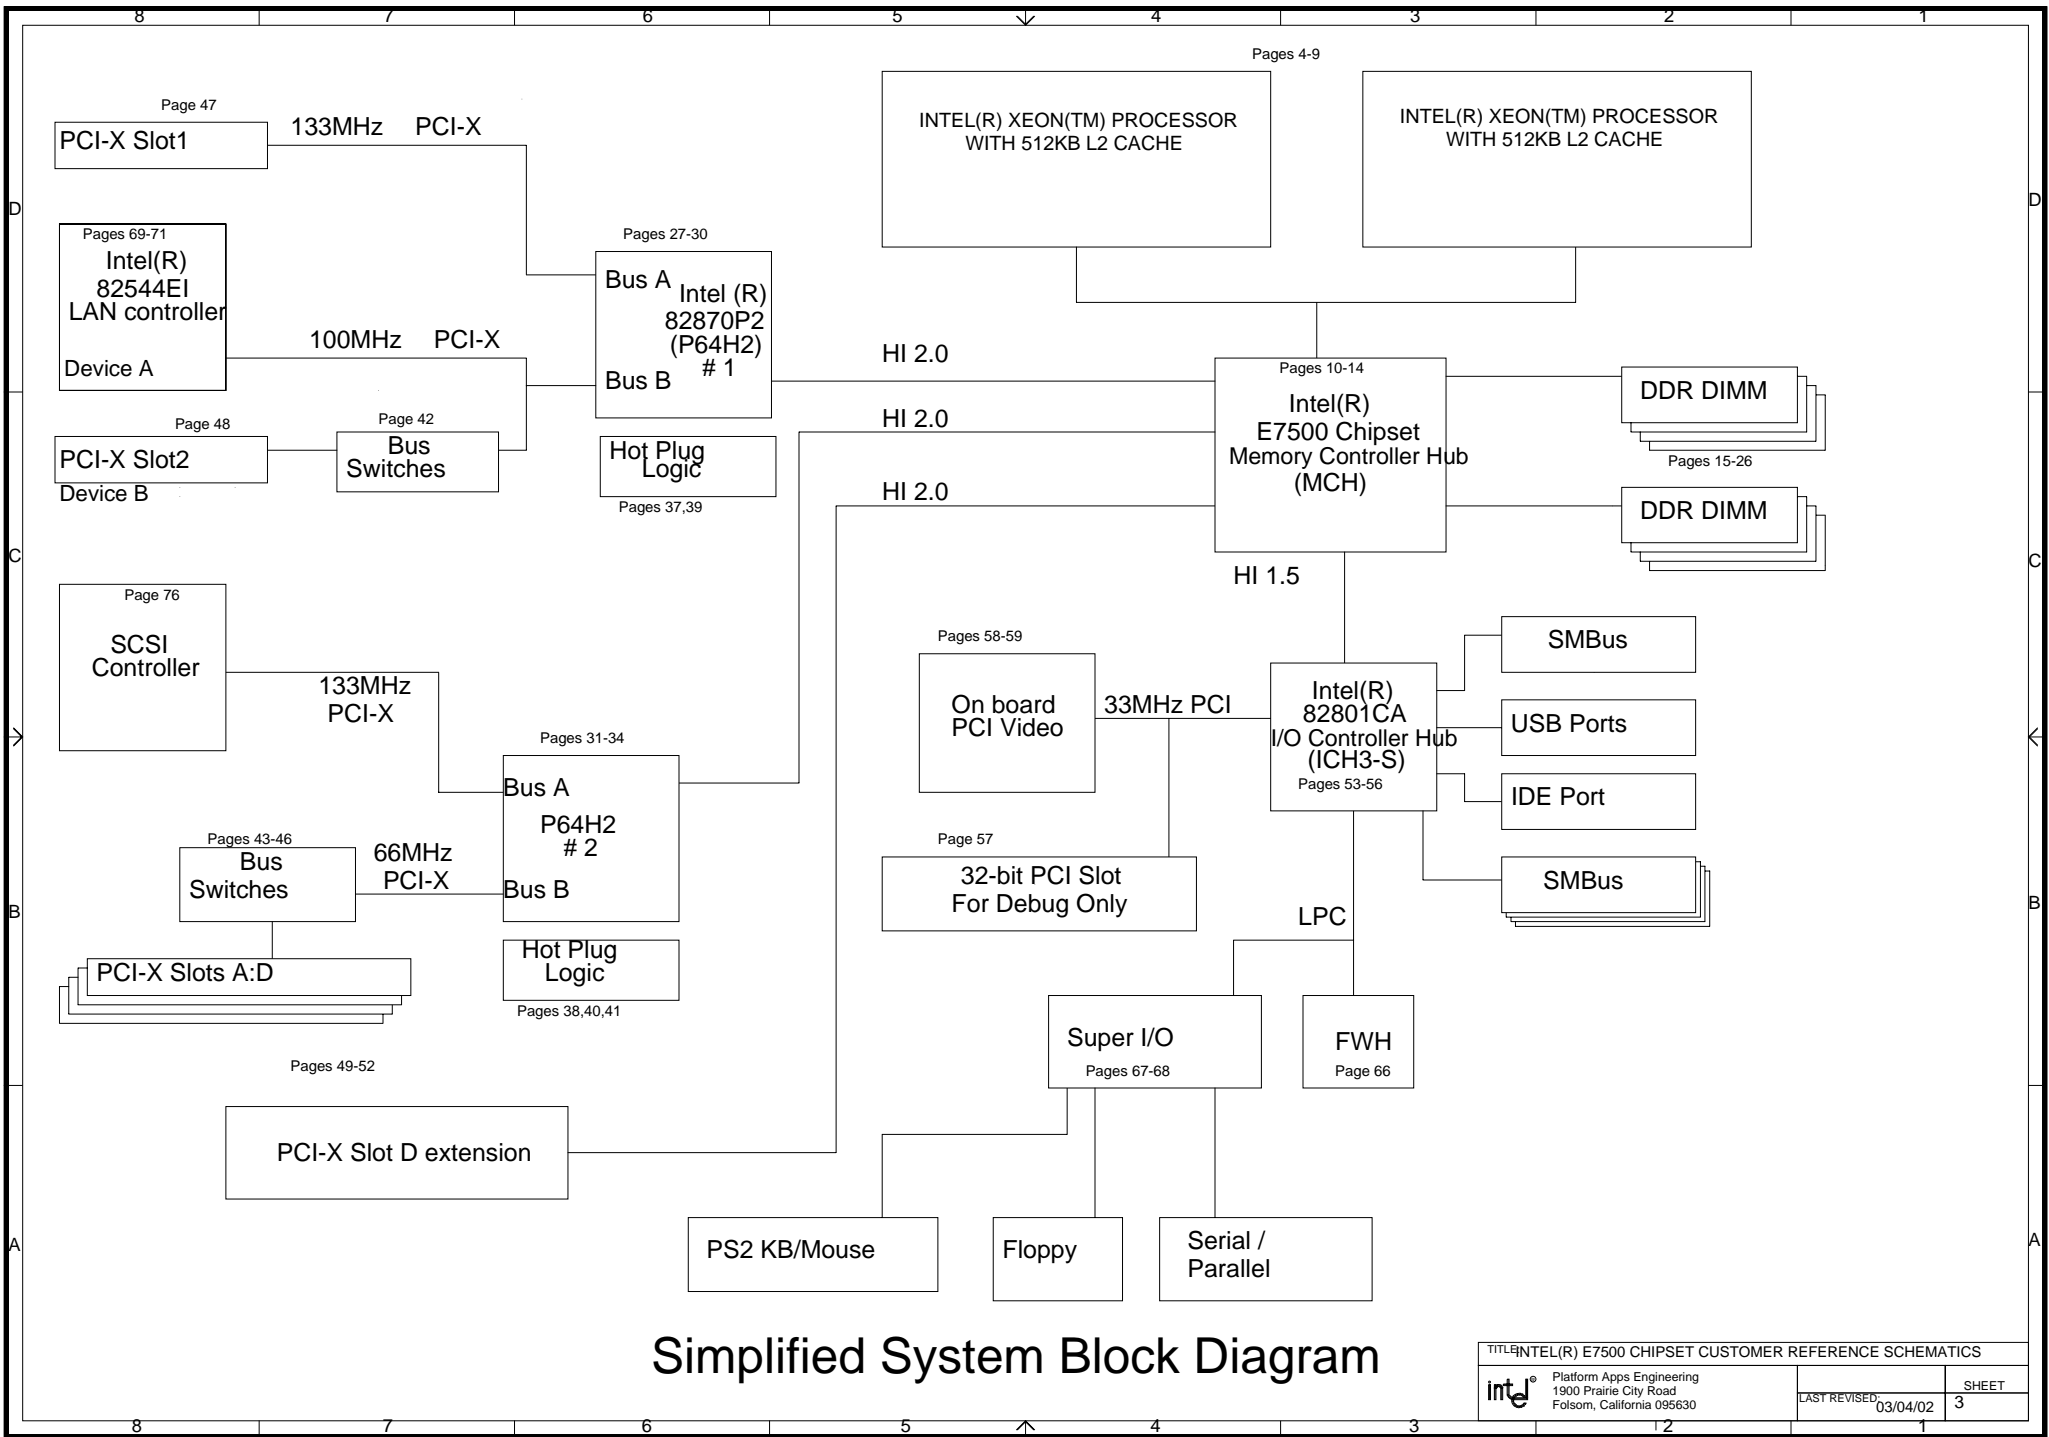 8 7 6 5 4 3 2 1
Pages 4-9
INTEL(R) XEON(TM) PROCESSOR
WITH 512KB L2 CACHE
INTEL(R) XEON(TM) PROCESSOR
WITH 512KB L2 CACHE
Page 47
PCI-X Slot1
133MHz PCI-X
D
D
Pages 69-71
Intel(R)
82544EI
LAN controller
Device A
100MHz PCI-X
Pages 27-30
Bus A
Intel (R)
82870P2
(P64H2)
# 1
Bus B
HI 2.0
HI 2.0
HI 2.0
Pages 10-14
Intel(R)
E7500 Chipset
Memory Controller Hub
(MCH)
DDR DIMM
Pages 15-26
DDR DIMM
Page 48
PCI-X Slot2
Device B
Page 42
Bus
Switches
Hot Plug
Logic
Pages 37,39
C
C
HI 1.5
Page 76
SCSI
Controller
133MHz
PCI-X
Pages 58-59
On board
PCI Video
33MHz PCI
Intel(R)
82801CA
I/O Controller Hub
(ICH3-S)
Pages 53-56
SMBus
USB Ports
IDE Port
SMBus
Pages 31-34
Bus A
P64H2
# 2
Bus B
Pages 43-46
Bus
Switches
66MHz
PCI-X
Page 57
32-bit PCI Slot
For Debug Only
B
B
LPC
PCI-X Slots A:D
Hot Plug
Logic
Pages 38,40,41
Super I/O
Pages 67-68
FWH
Page 66
Pages 49-52
PCI-X Slot D extension
A
A
PS2 KB/Mouse
Floppy
Serial /
Parallel
Simplified System Block Diagram
TITLE INTEL(R) E7500 CHIPSET CUSTOMER REFERENCE SCHEMATICS
intel®
Platform Apps Engineering
1900 Prairie City Road
Folsom, California 095630
LAST REVISED:
03/04/02
SHEET
3
8 7 6 5 4 3 2 1